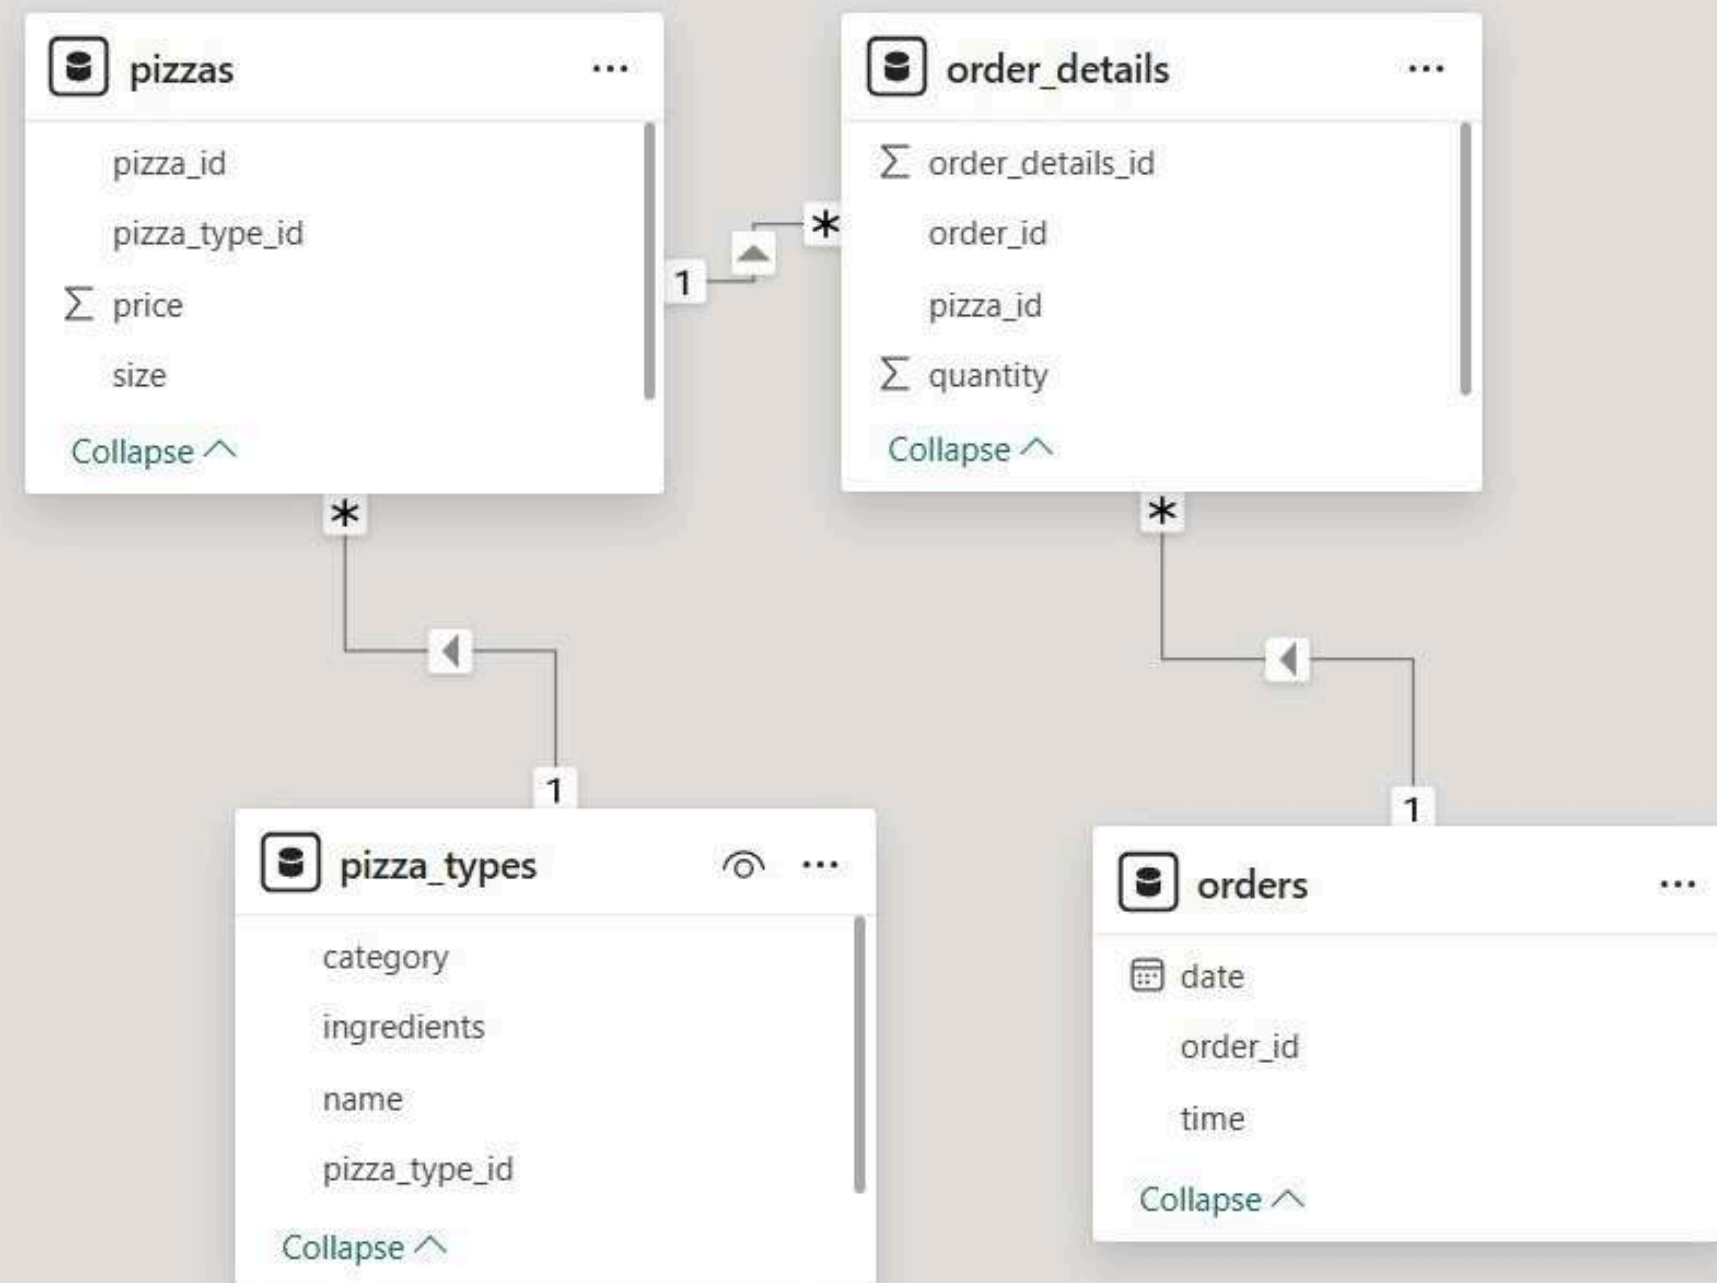 pizzas
pizza_id
pizza_type_id
Σ price
size
Collapse
order_details
Σ order_details_id
order_id
pizza_id
Σ quantity
Collapse
1
*
*
1
*
1
pizza_types
category
ingredients
name
pizza_type_id
Collapse
orders
date
order_id
time
Collapse